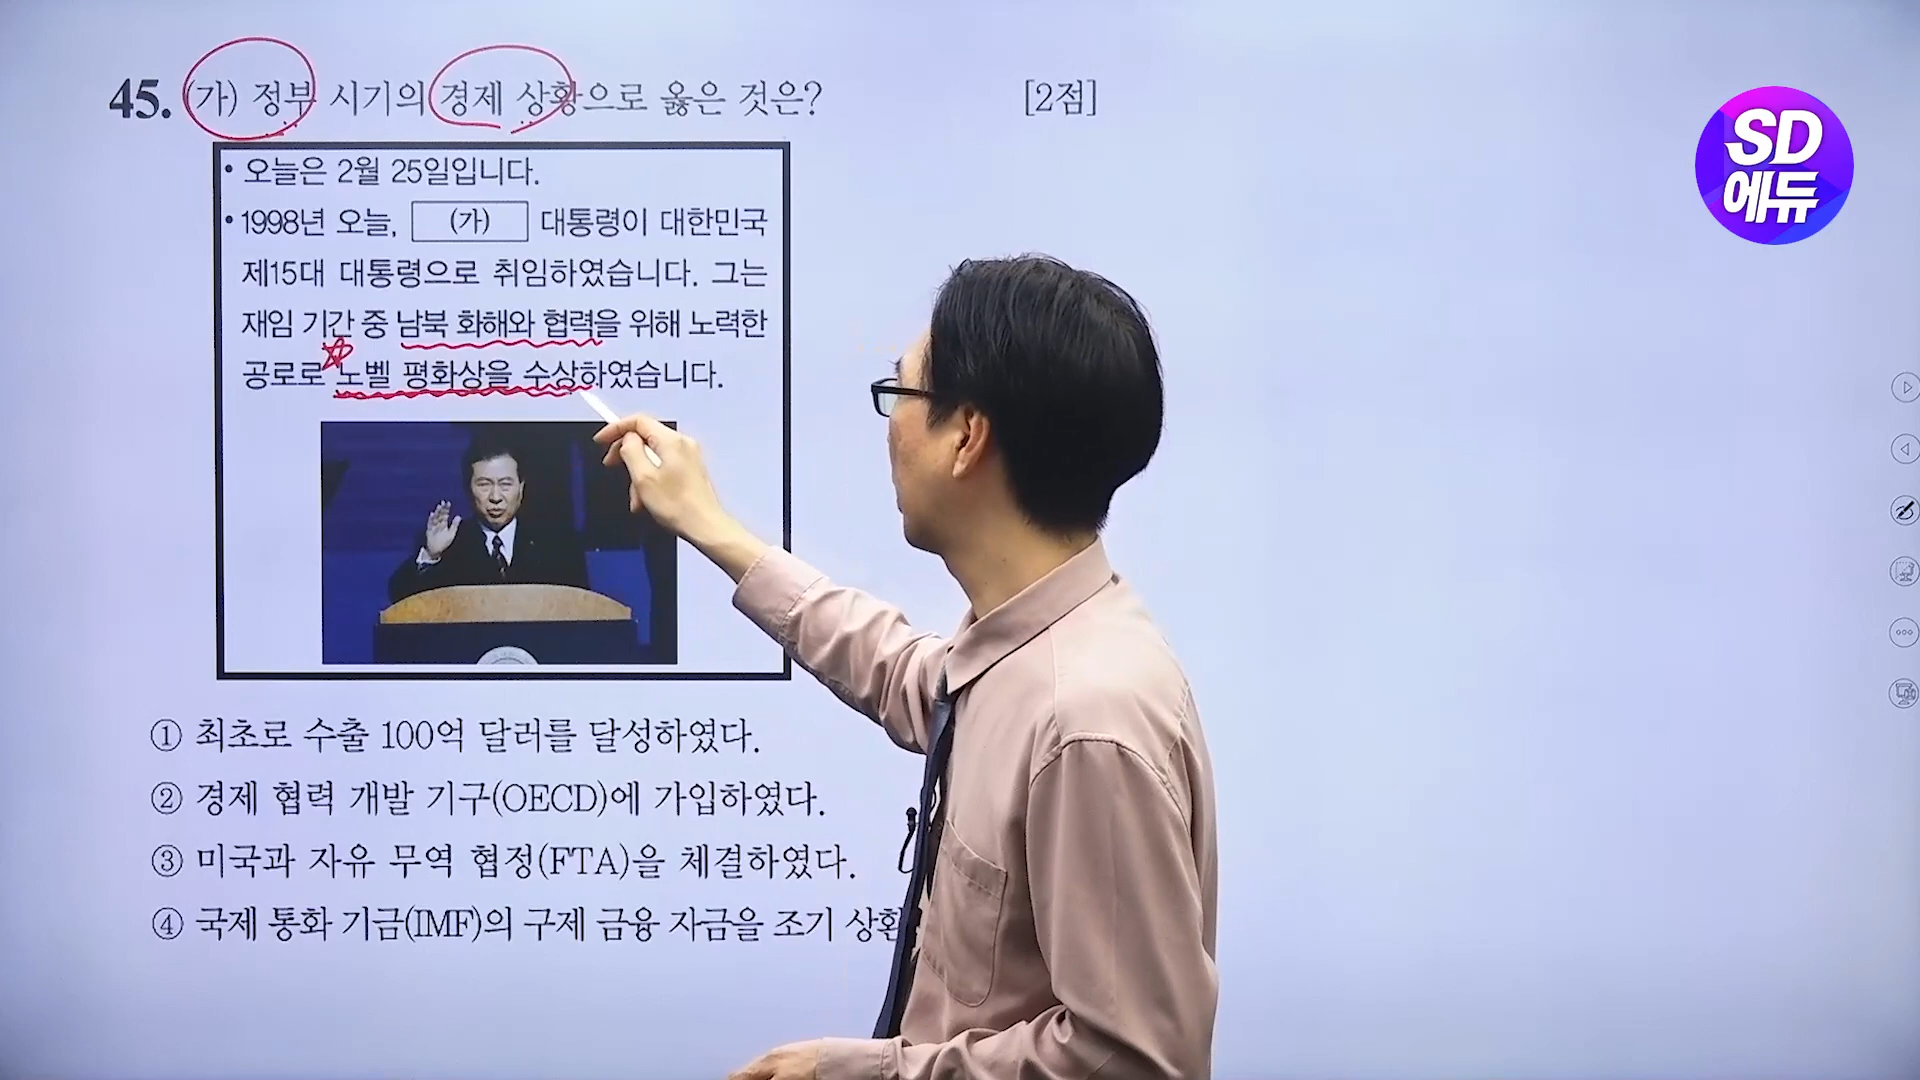 45. (가) 정부 시기의 경제 상황으로 옳은 것은? [2점]
SD
에듀
• 오늘은 2월 25일입니다.
• 1998년 오늘, (가) 대통령이 대한민국
제15대 대통령으로 취임하였습니다. 그는
재임 기간 중 남북 화해와 협력을 위해 노력한
공로로 노벨 평화상을 수상하였습니다.
① 최초로 수출 100억 달러를 달성하였다.
② 경제 협력 개발 기구(OECD)에 가입하였다.
③ 미국과 자유 무역 협정(FTA)을 체결하였다.
④ 국제 통화 기금(IMF)의 구제 금융 자금을 조기 상환